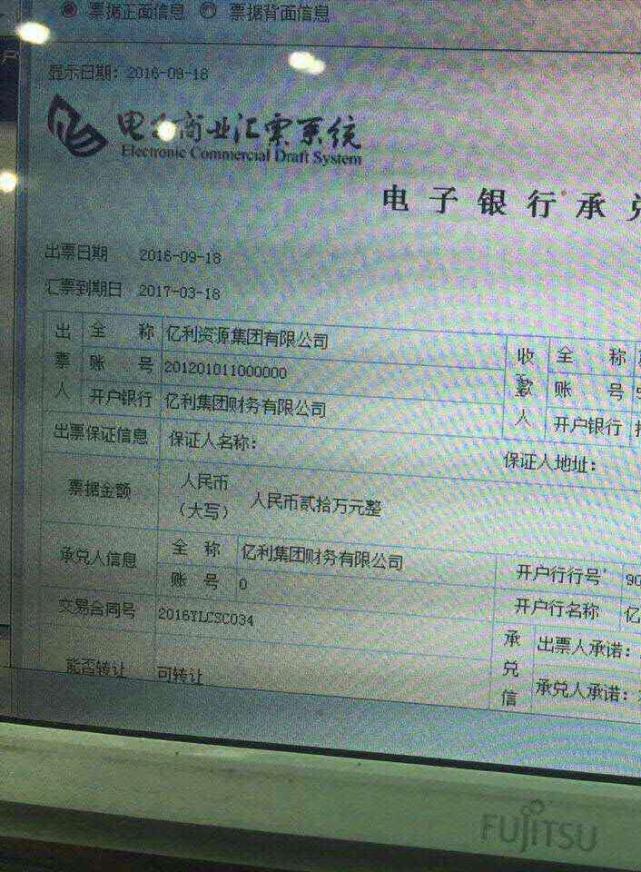 票据正面信息 票据背面信息
显示日期：2016-09-18
电子商业汇票系统
Electronic Commercial Draft System
电子银行承
出票日期 2016-09-18
汇票到期日 2017-03-18
出票人 全称 亿利资源集团有限公司 收款人 全称
账号 201201011000000 账号
开户银行 亿利集团财务有限公司 开户银行
出票保证信息 保证人名称： 保证人地址：
票据金额 人民币（大写） 人民币贰拾万元整
承兑人信息 全称 亿利集团财务有限公司 开户行行号 90
账号 0 开户行名称 亿
交易合同号 2016YLCSC034 承兑信 出票人承诺：
能否转让 可转让 承兑人承诺：
FUJITSU